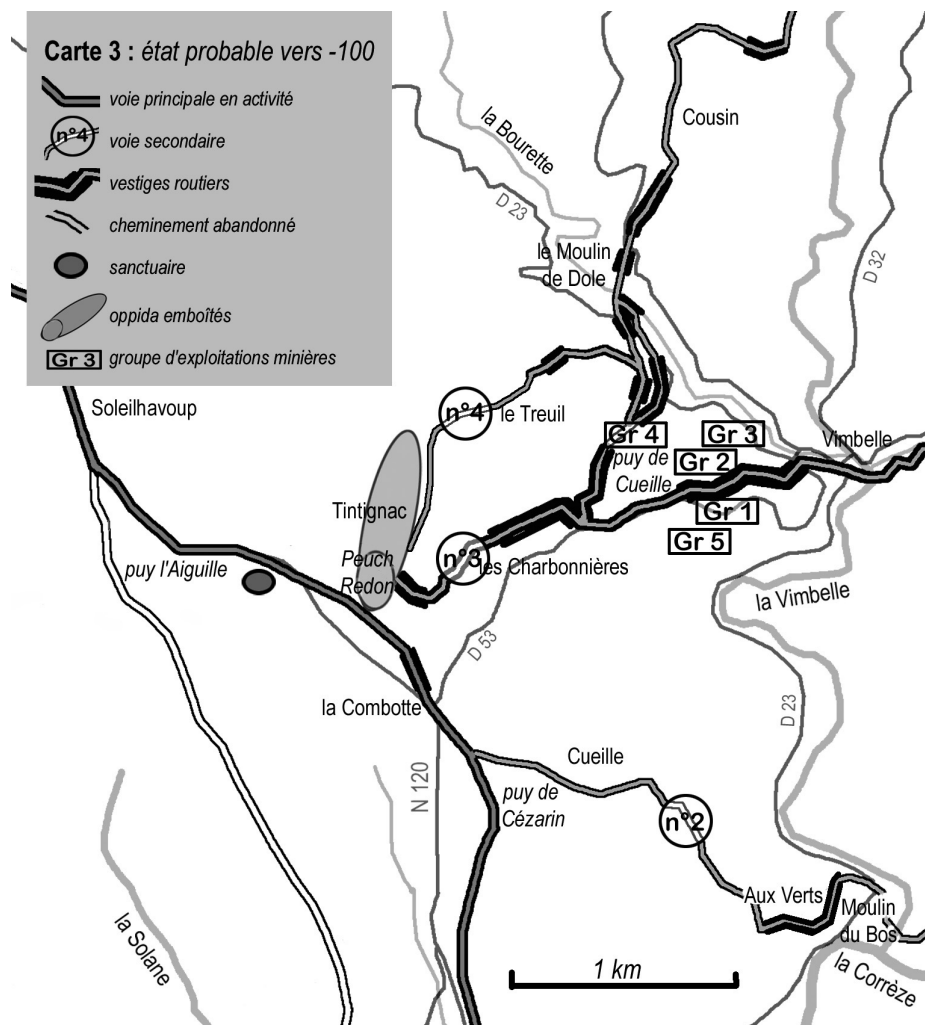 Carte 3 : état probable vers -100
voie principale en activité
n°4
voie secondaire
vestiges routiers
cheminement abandonné
sanctuaire
oppida emboîtés
Gr 3
groupe d'exploitations minières
la Bourette
Cousin
D 23
le Moulin
de Dole
D 32
Soleilhavoup
n°4
le Treuil
Gr 4
Gr 3
Vimbelle
puy de
Cueille
Gr 2
Tintignac
Gr 1
Gr 5
Peuch
Redon
n°3
les Charbonnières
puy l'Aiguille
la Vimbelle
D 53
la Combotte
D 23
Cueille
N 120
puy de
Cézarin
n°2
Aux Verts
Moulin
du Bos
la Solane
1 km
la Corrèze